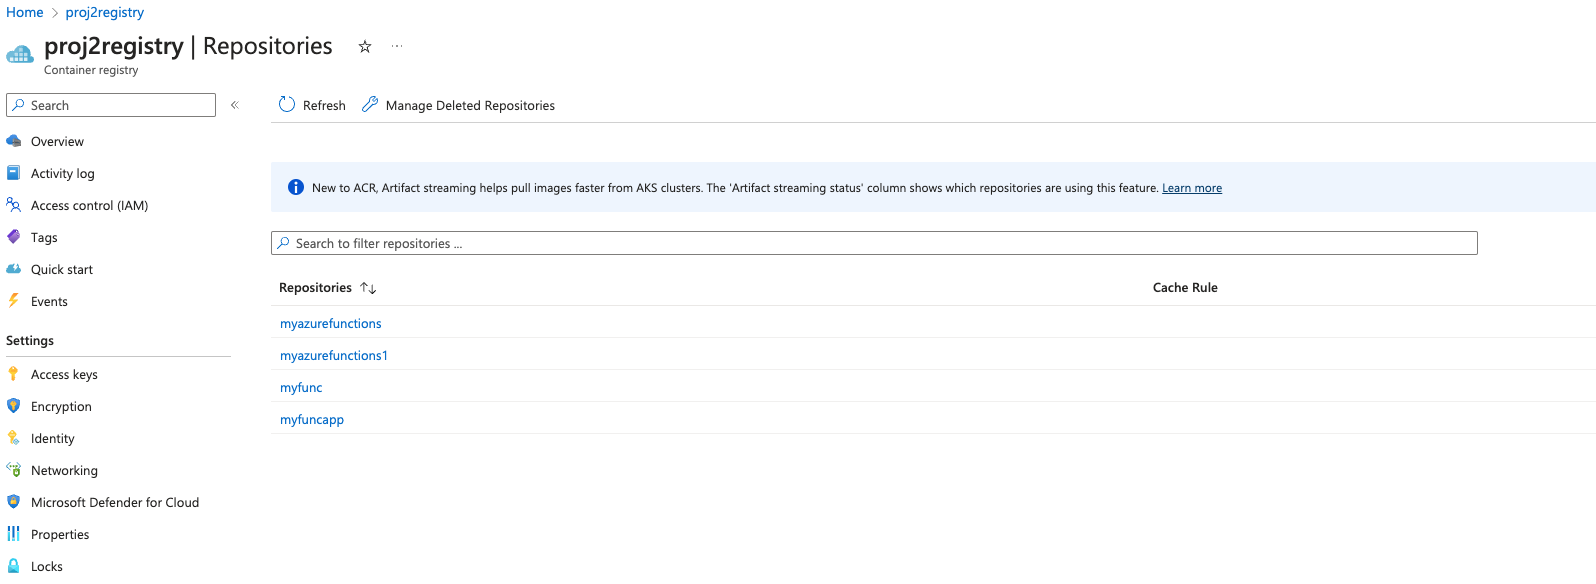 Home > proj2registry
proj2registry | Repositories ☆ ...
Container registry
Search «
Overview
Activity log
Access control (IAM)
Tags
Quick start
Events
Settings
Access keys
Encryption
Identity
Networking
Microsoft Defender for Cloud
Properties
Locks
Refresh Manage Deleted Repositories
New to ACR, Artifact streaming helps pull images faster from AKS clusters. The 'Artifact streaming status' column shows which repositories are using this feature. Learn more
Search to filter repositories ...
Repositories ↑↓ Cache Rule
myazurefunctions
myazurefunctions1
myfunc
myfuncapp